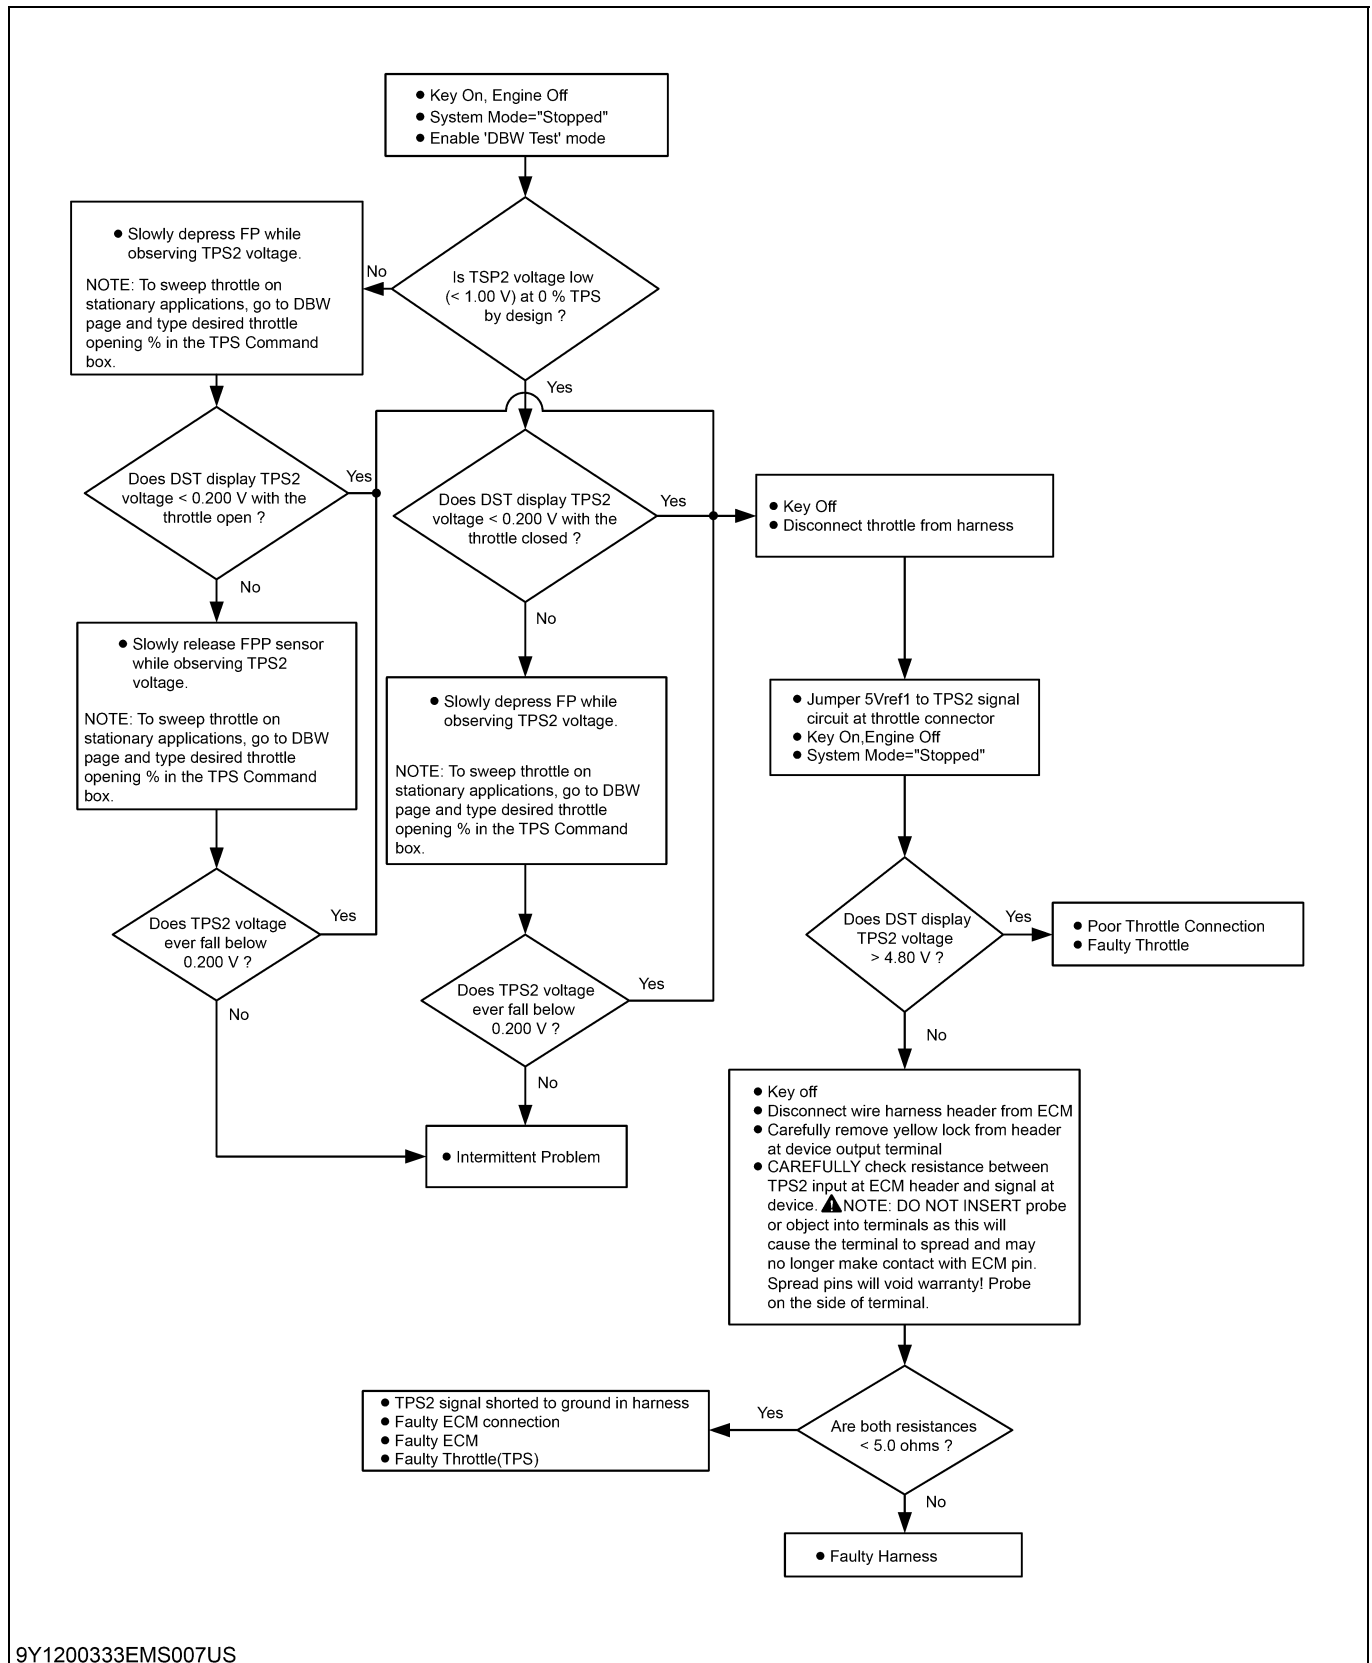 ● Key On, Engine Off
● System Mode="Stopped"
● Enable 'DBW Test' mode
● Slowly depress FP while
observing TPS2 voltage.
NOTE: To sweep throttle on
stationary applications, go to DBW
page and type desired throttle
opening % in the TPS Command
box.
No
Is TSP2 voltage low
(< 1.00 V) at 0 % TPS
by design ?
Yes
Does DST display TPS2
voltage < 0.200 V with the
throttle open ?
Yes
No
Does DST display TPS2
voltage < 0.200 V with the
throttle closed ?
Yes
No
● Key Off
● Disconnect throttle from harness
● Slowly release FPP sensor
while observing TPS2
voltage.
NOTE: To sweep throttle on
stationary applications, go to DBW
page and type desired throttle
opening % in the TPS Command
box.
● Slowly depress FP while
observing TPS2 voltage.
NOTE: To sweep throttle on
stationary applications, go to DBW
page and type desired throttle
opening % in the TPS Command
box.
● Jumper 5Vref1 to TPS2 signal
circuit at throttle connector
● Key On,Engine Off
● System Mode="Stopped"
Does TPS2 voltage
ever fall below
0.200 V ?
Yes
No
Does TPS2 voltage
ever fall below
0.200 V ?
Yes
No
Does DST display
TPS2 voltage
> 4.80 V ?
Yes
No
● Poor Throttle Connection
● Faulty Throttle
● Intermittent Problem
● Key off
● Disconnect wire harness header from ECM
● Carefully remove yellow lock from header
at device output terminal
● CAREFULLY check resistance between
TPS2 input at ECM header and signal at
device. NOTE: DO NOT INSERT probe
or object into terminals as this will
cause the terminal to spread and may
no longer make contact with ECM pin.
Spread pins will void warranty! Probe
on the side of terminal.
● TPS2 signal shorted to ground in harness
● Faulty ECM connection
● Faulty ECM
● Faulty Throttle(TPS)
Yes
Are both resistances
< 5.0 ohms ?
No
● Faulty Harness
9Y1200333EMS007US